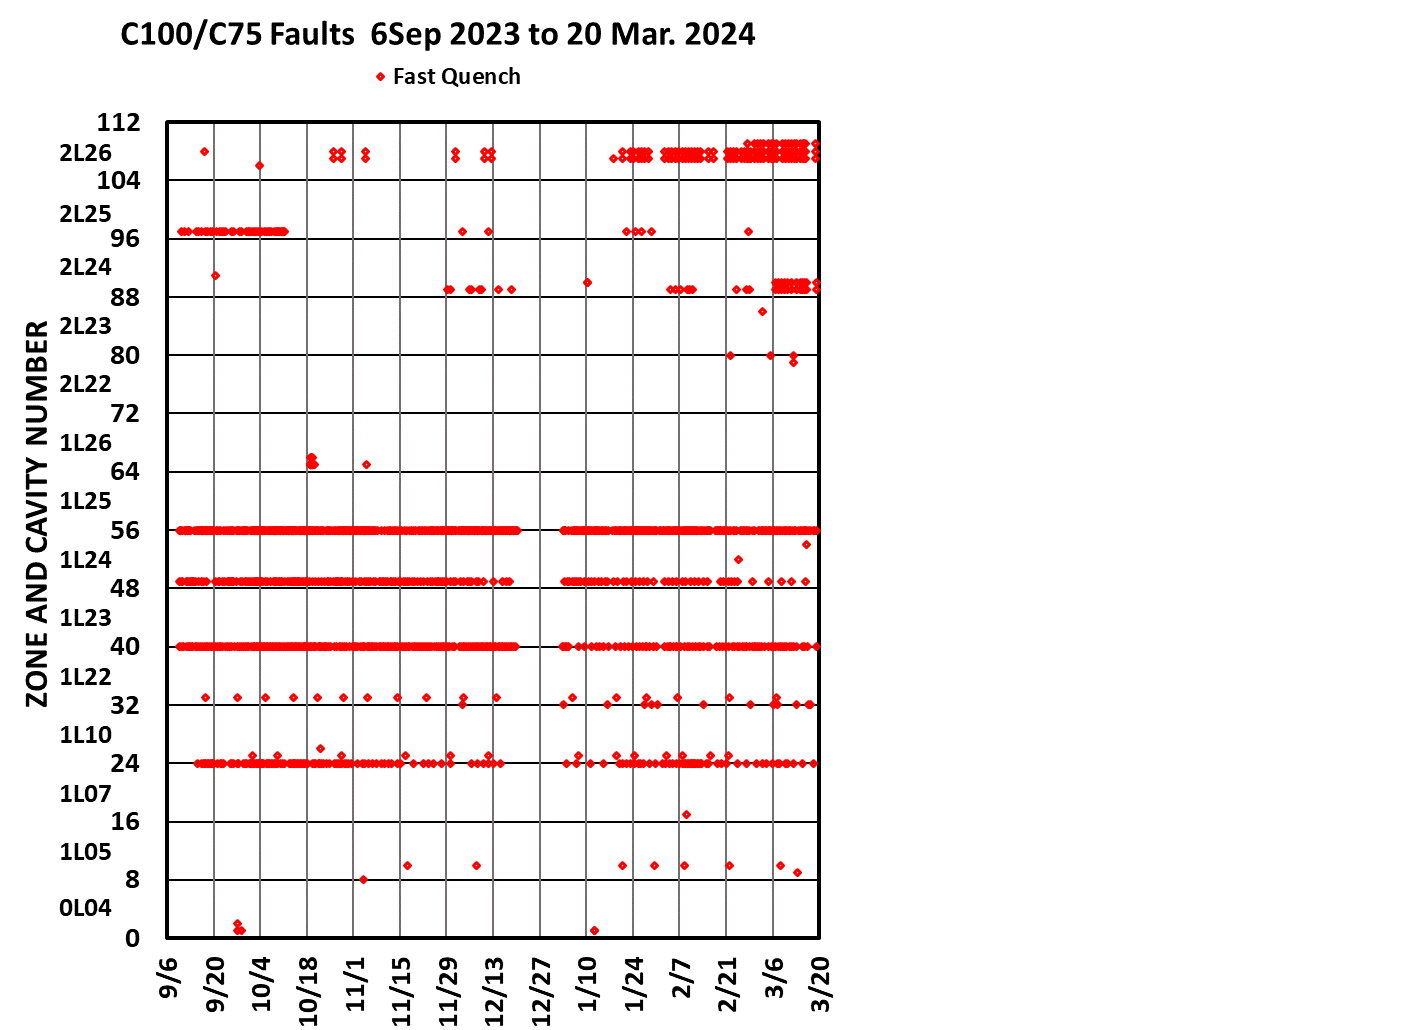 C100/C75 Faults  6Sep 2023 to 20 Mar. 2024
Fast Quench
ZONE AND CAVITY NUMBER
112
2L26
104
2L25
96
2L24
88
2L23
80
2L22
72
1L26
64
1L25
56
1L24
48
1L23
40
1L22
32
1L10
24
1L07
16
1L05
8
0L04
0
9/6
9/20
10/4
10/18
11/1
11/15
11/29
12/13
12/27
1/10
1/24
2/7
2/21
3/6
3/20